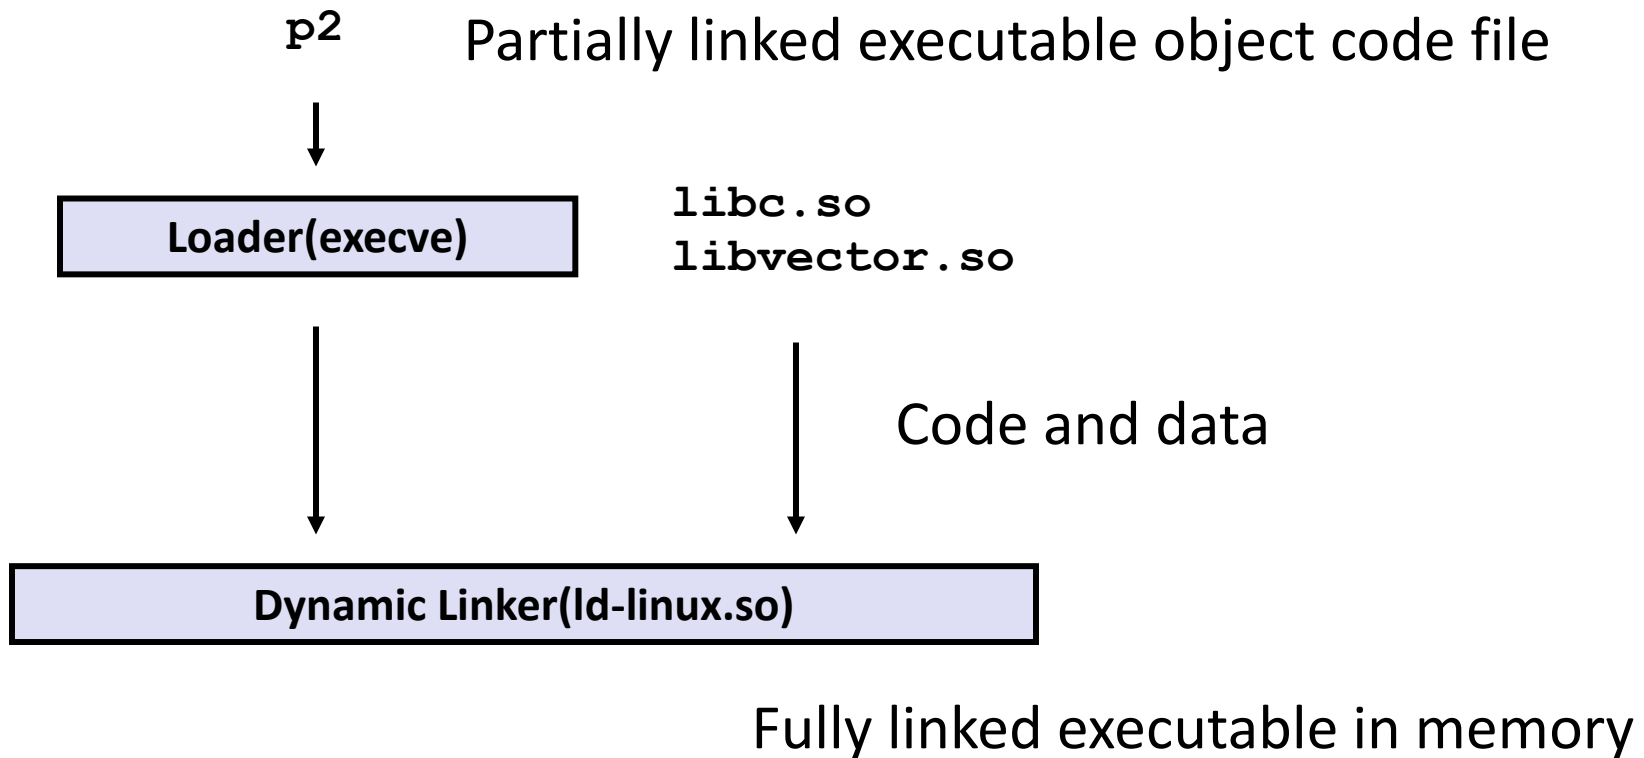 p2
Partially linked executable object code file
Loader(execve)
libc.so
libvector.so
Code and data
Dynamic Linker(ld-linux.so)
Fully linked executable in memory